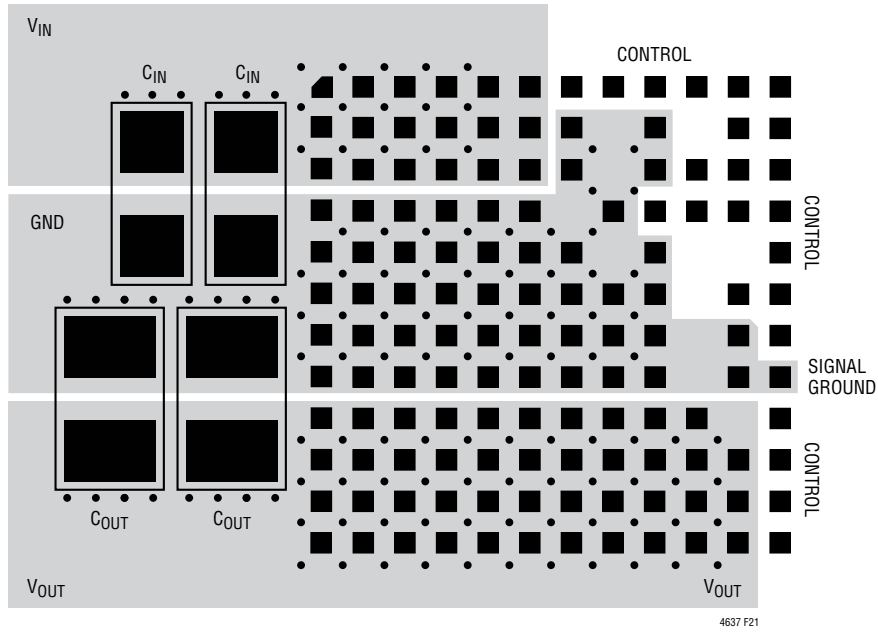 VIN
CONTROL
CIN CIN
GND
CONTROL
SIGNAL
GROUND
CONTROL
COUT COUT
VOUT VOUT
4637 F21